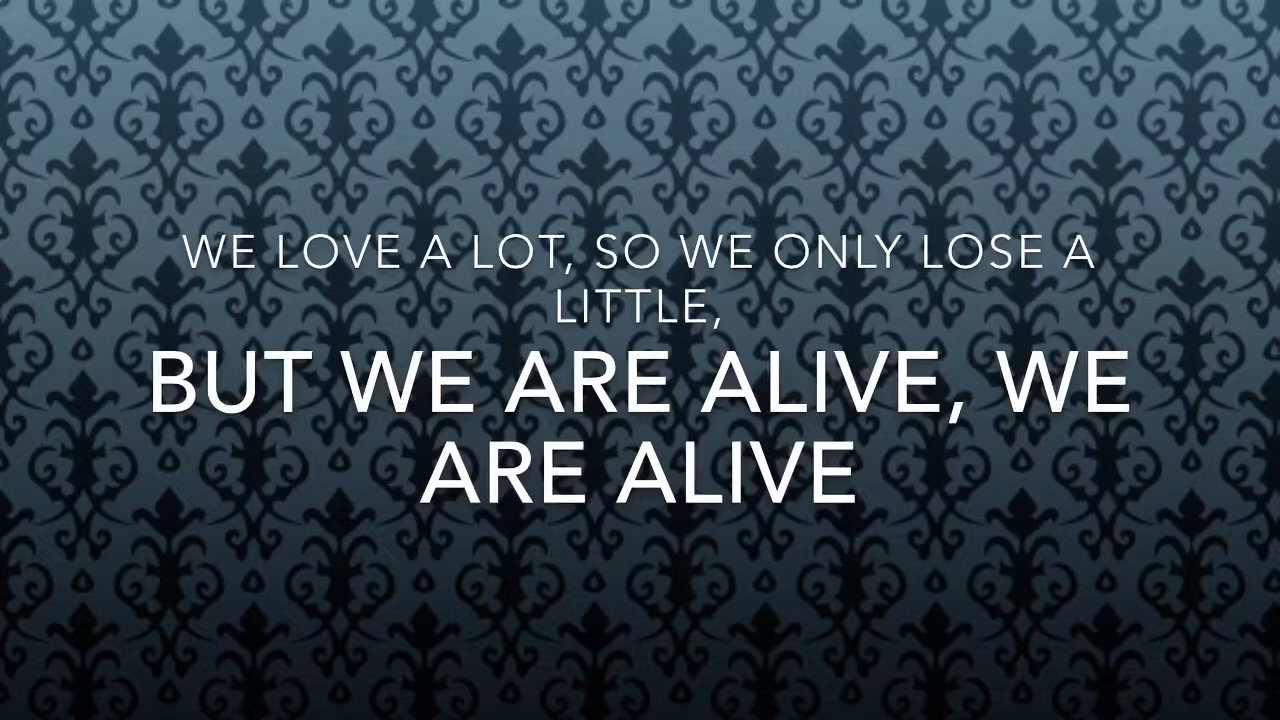 WE LOVE A LOT, SO WE ONLY LOSE A
LITTLE,
BUT WE ARE ALIVE, WE
ARE ALIVE